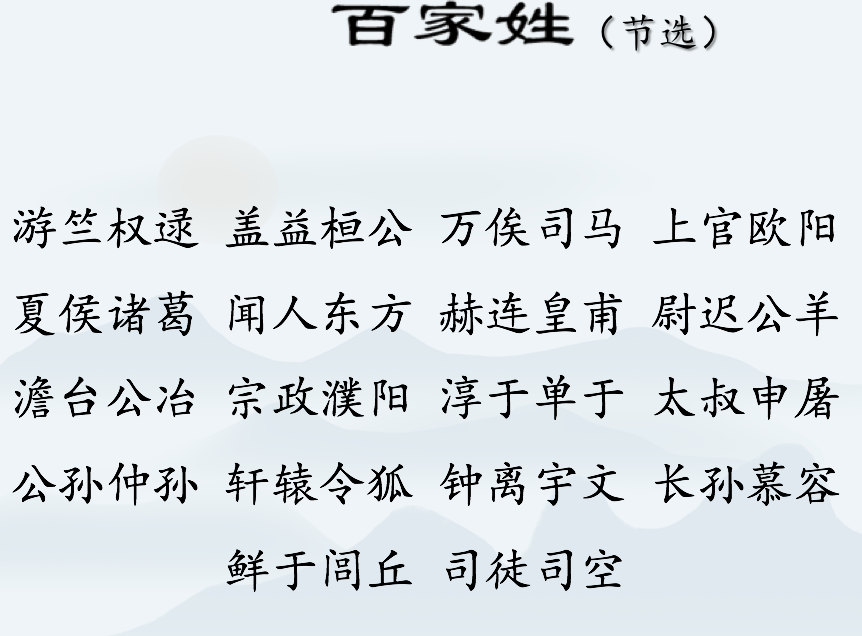 百家姓（节选）
游竺权逯 盖益桓公 万俟司马 上官欧阳
夏侯诸葛 闻人东方 赫连皇甫 尉迟公羊
澹台公冶 宗政濮阳 淳于单于 太叔申屠
公孙仲孙 轩辕令狐 钟离宇文 长孙慕容
鲜于闾丘 司徒司空